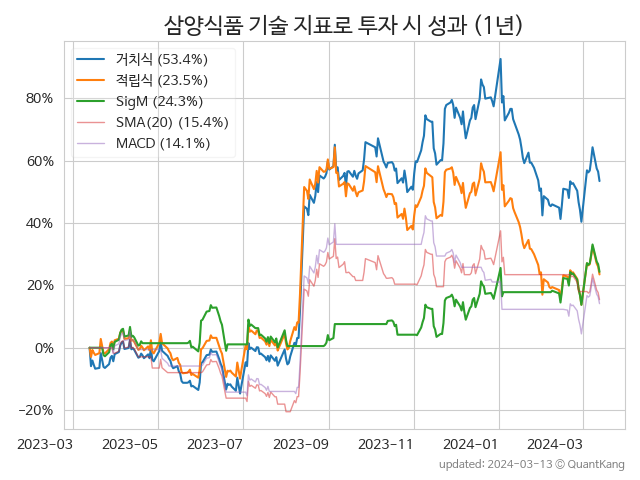 삼양식품 기술 지표로 투자 시 성과 (1년)
거치식 (53.4%)
적립식 (23.5%)
SigM (24.3%)
SMA(20) (15.4%)
MACD (14.1%)
80%
60%
40%
20%
0%
−20%
2023-03 2023-05 2023-07 2023-09 2023-11 2024-01 2024-03
updated: 2024-03-13 © QuantKang